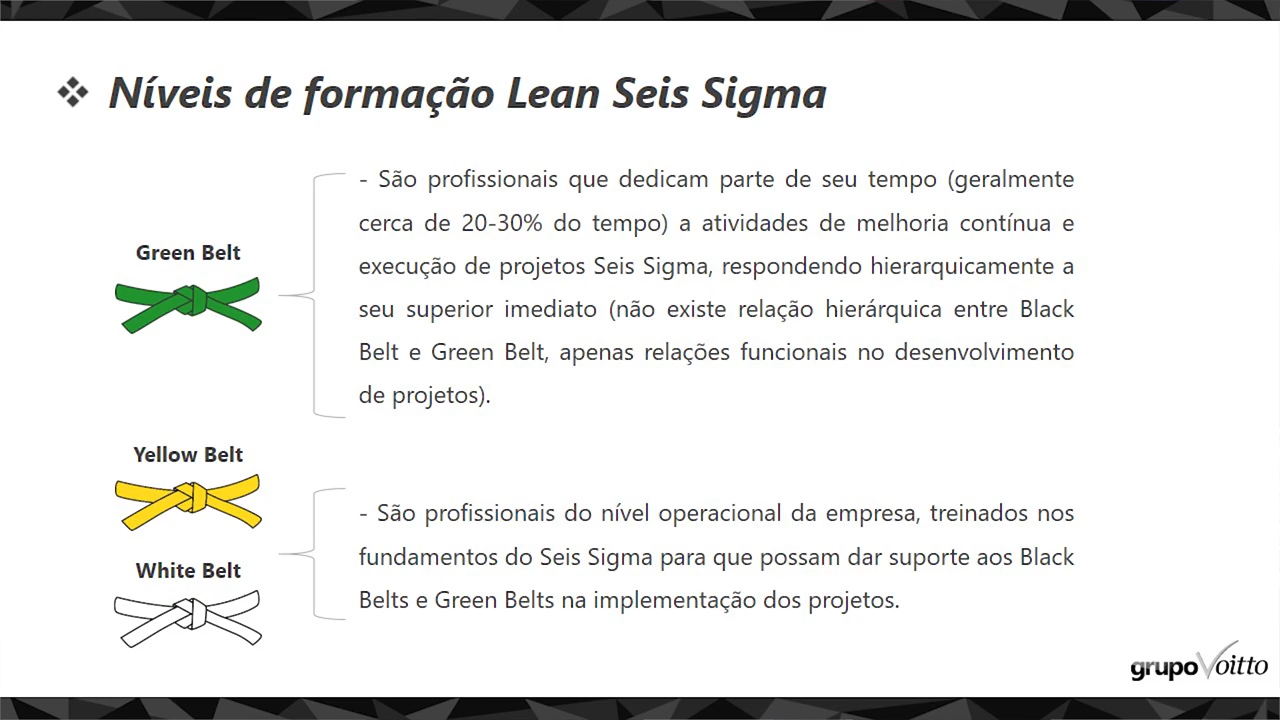 Níveis de formação Lean Seis Sigma
Green Belt
- São profissionais que dedicam parte de seu tempo (geralmente
cerca de 20-30% do tempo) a atividades de melhoria contínua e
execução de projetos Seis Sigma, respondendo hierarquicamente a
seu superior imediato (não existe relação hierárquica entre Black
Belt e Green Belt, apenas relações funcionais no desenvolvimento
de projetos).
Yellow Belt
White Belt
- São profissionais do nível operacional da empresa, treinados nos
fundamentos do Seis Sigma para que possam dar suporte aos Black
Belts e Green Belts na implementação dos projetos.
grupoVoitto